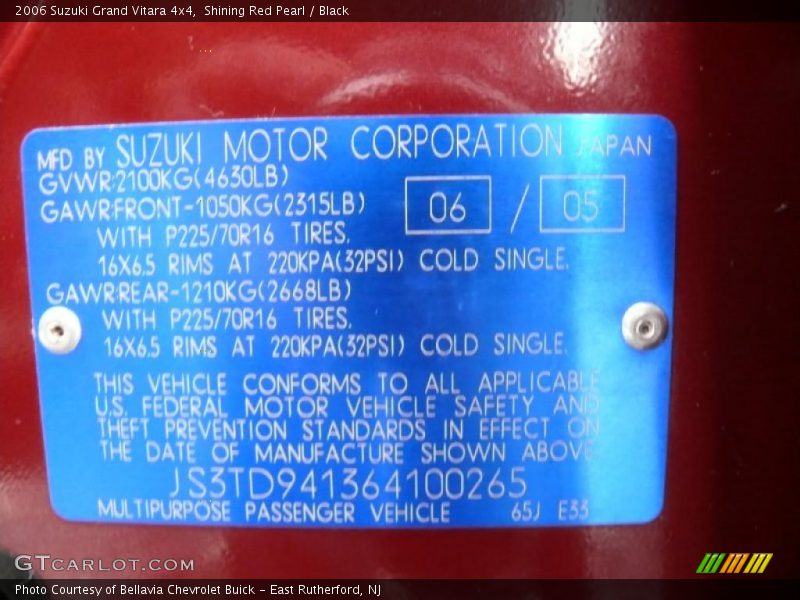 2006 Suzuki Grand Vitara 4x4,  Shining Red Pearl / Black
MFD BY SUZUKI MOTOR CORPORATION JAPAN
GVWR:2100KG(4630LB)
GAWR:FRONT-1050KG(2315LB) 06 / 05
WITH P225/70R16 TIRES,
16X6.5 RIMS AT 220KPA(32PSI) COLD SINGLE.
GAWR:REAR-1210KG(2668LB)
WITH P225/70R16 TIRES,
16X6.5 RIMS AT 220KPA(32PSI) COLD SINGLE.
THIS VEHICLE CONFORMS TO ALL APPLICABLE
U.S. FEDERAL MOTOR VEHICLE SAFETY AND
THEFT PREVENTION STANDARDS IN EFFECT ON
THE DATE OF MANUFACTURE SHOWN ABOVE.
JS3TD941364100265
MULTIPURPOSE PASSENGER VEHICLE 65J E33
GTCARLOT.COM
Photo Courtesy of Bellavia Chevrolet Buick - East Rutherford, NJ